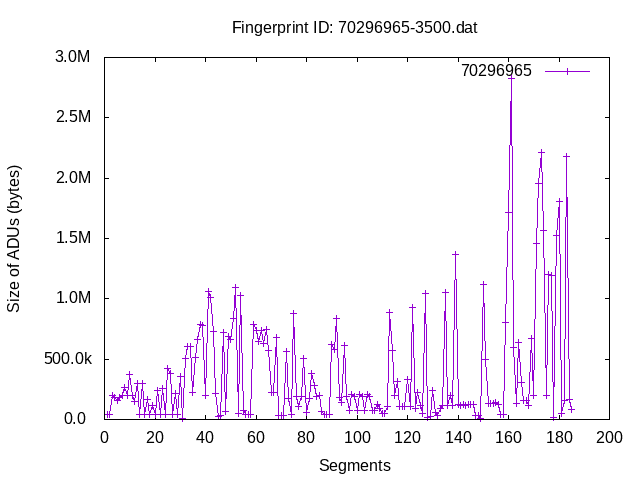 Fingerprint ID: 70296965-3500.dat
3.0M
70296965
2.5M
2.0M
1.5M
1.0M
500.0k
0.0
Size of ADUs (bytes)
0 20 40 60 80 100 120 140 160 180 200
Segments